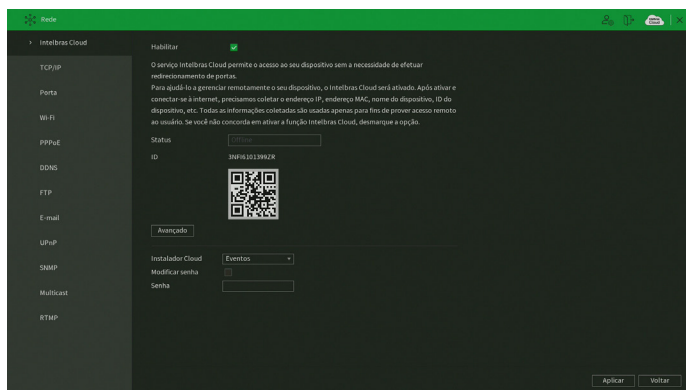 Rede
Intelbras Cloud
TCP/IP
Porta
Wi-Fi
PPPoE
DDNS
FTP
E-mail
UPnP
SNMP
Multicast
RTMP
Habilitar
O serviço Intelbras Cloud permite o acesso ao seu dispositivo sem a necessidade de efetuar
redirecionamento de portas.
Para ajudá-lo a gerenciar remotamente o seu dispositivo, o Intelbras Cloud será ativado. Após ativar e
conectar-se à internet, precisamos coletar o endereço IP, endereço MAC, nome do dispositivo, ID do
dispositivo, etc. Todas as informações coletadas são usadas apenas para fins de prover acesso remoto
ao usuário. Se você não concorda em ativar a função Intelbras Cloud, desmarque a opção.
Status
Offline
ID
3NFI6101399ZR
Avançado
Instalador Cloud
Eventos
Modificar senha
Senha
Aplicar
Voltar